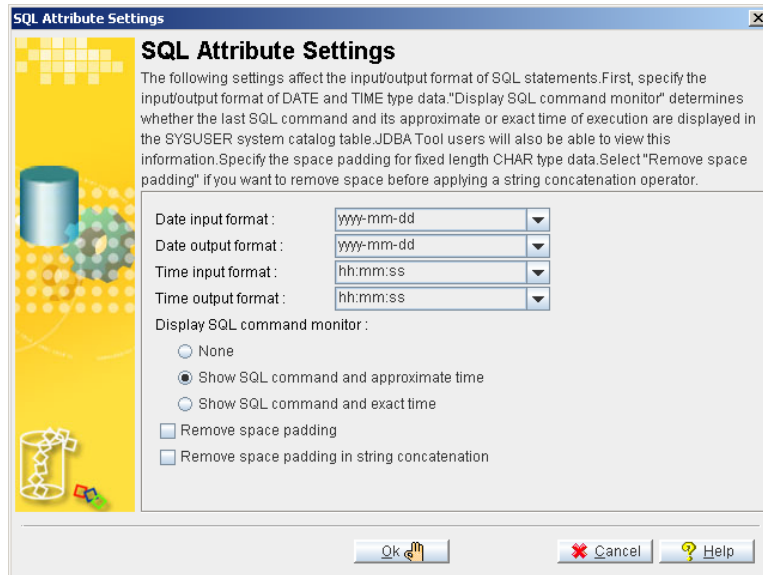 SQL Attribute Settings
SQL Attribute Settings
The following settings affect the input/output format of SQL statements.First, specify the
input/output format of DATE and TIME type data."Display SQL command monitor" determines
whether the last SQL command and its approximate or exact time of execution are displayed in
the SYSUSER system catalog table.JDBA Tool users will also be able to view this
information.Specify the space padding for fixed length CHAR type data.Select "Remove space
padding" if you want to remove space before applying a string concatenation operator.
Date input format : yyyy-mm-dd
Date output format : yyyy-mm-dd
Time input format : hh:mm:ss
Time output format : hh:mm:ss
Display SQL command monitor :
None
Show SQL command and approximate time
Show SQL command and exact time
Remove space padding
Remove space padding in string concatenation
Ok Cancel Help